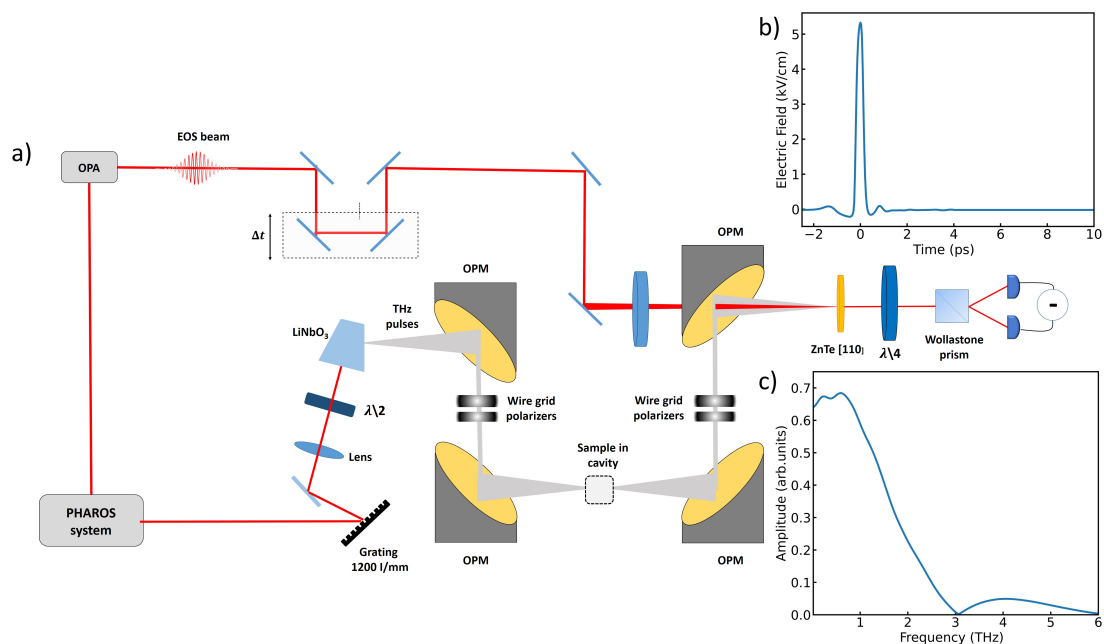 a)
EOS beam
OPA
Δt
OPM
THz
pulses
LiNbO3
λ\2
Lens
PHAROS
system
Grating
1200 I/mm
Wire grid
polarizers
OPM
Sample in
cavity
OPM
Wire grid
polarizers
OPM
ZnTe [110]
λ\4
Wollastone
prism
-
b)
Electric Field (kV/cm)
5
4
3
2
1
0
−2
0
2
4
6
8
10
Time (ps)
c)
Amplitude (arb.units)
0.7
0.6
0.5
0.4
0.3
0.2
0.1
0.0
1
2
3
4
5
6
Frequency (THz)